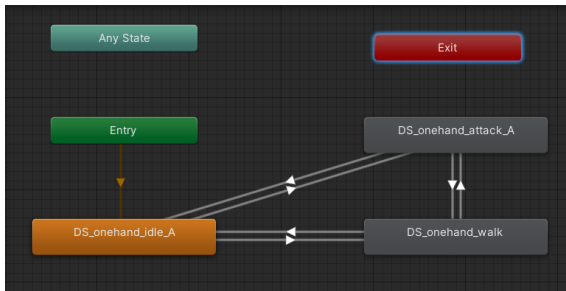 Any State
Exit
Entry
DS_onehand_attack_A
DS_onehand_idle_A
DS_onehand_walk